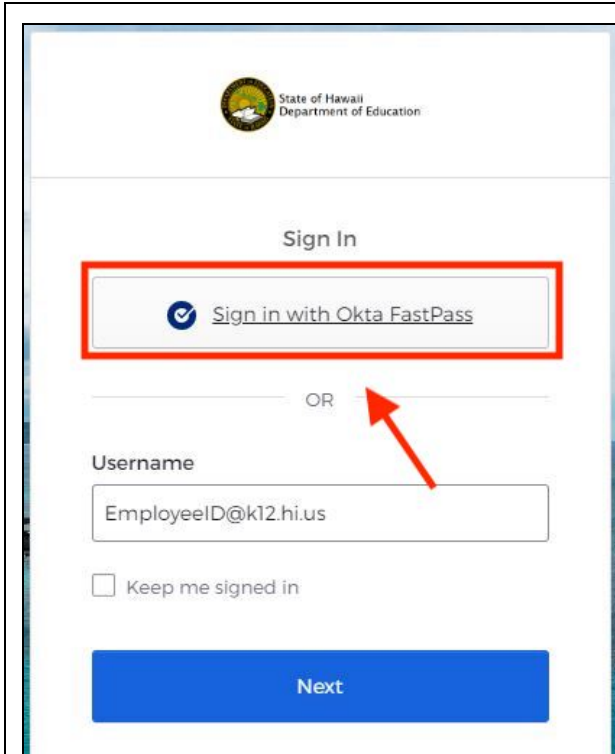 State of Hawaii
Department of Education
Sign In
Sign in with Okta FastPass
OR
Username
EmployeeID@k12.hi.us
Keep me signed in
Next